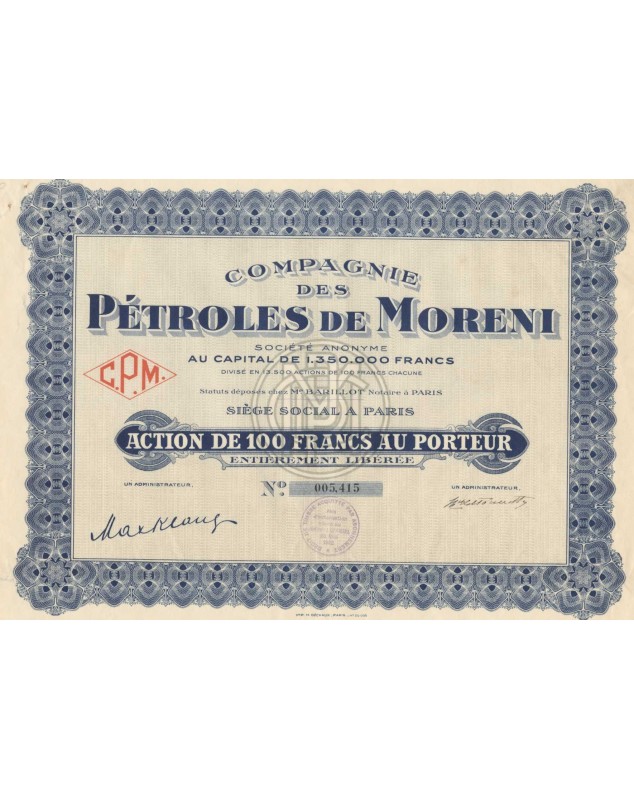 COMPAGNIE
DES
PÉTROLES DE MORENI
SOCIÉTÉ ANONYME
AU CAPITAL DE 1.350.000 FRANCS
DIVISÉ EN 13.500 ACTIONS DE 100 FRANCS CHACUNE
C.P.M.
Statuts déposés chez Me BARILLOT Notaire à PARIS
SIÈGE SOCIAL A PARIS
ACTION DE 100 FRANCS AU PORTEUR
ENTIÈREMENT LIBÉRÉE
UN ADMINISTRATEUR,
No. 005,415
UN ADMINISTRATEUR,